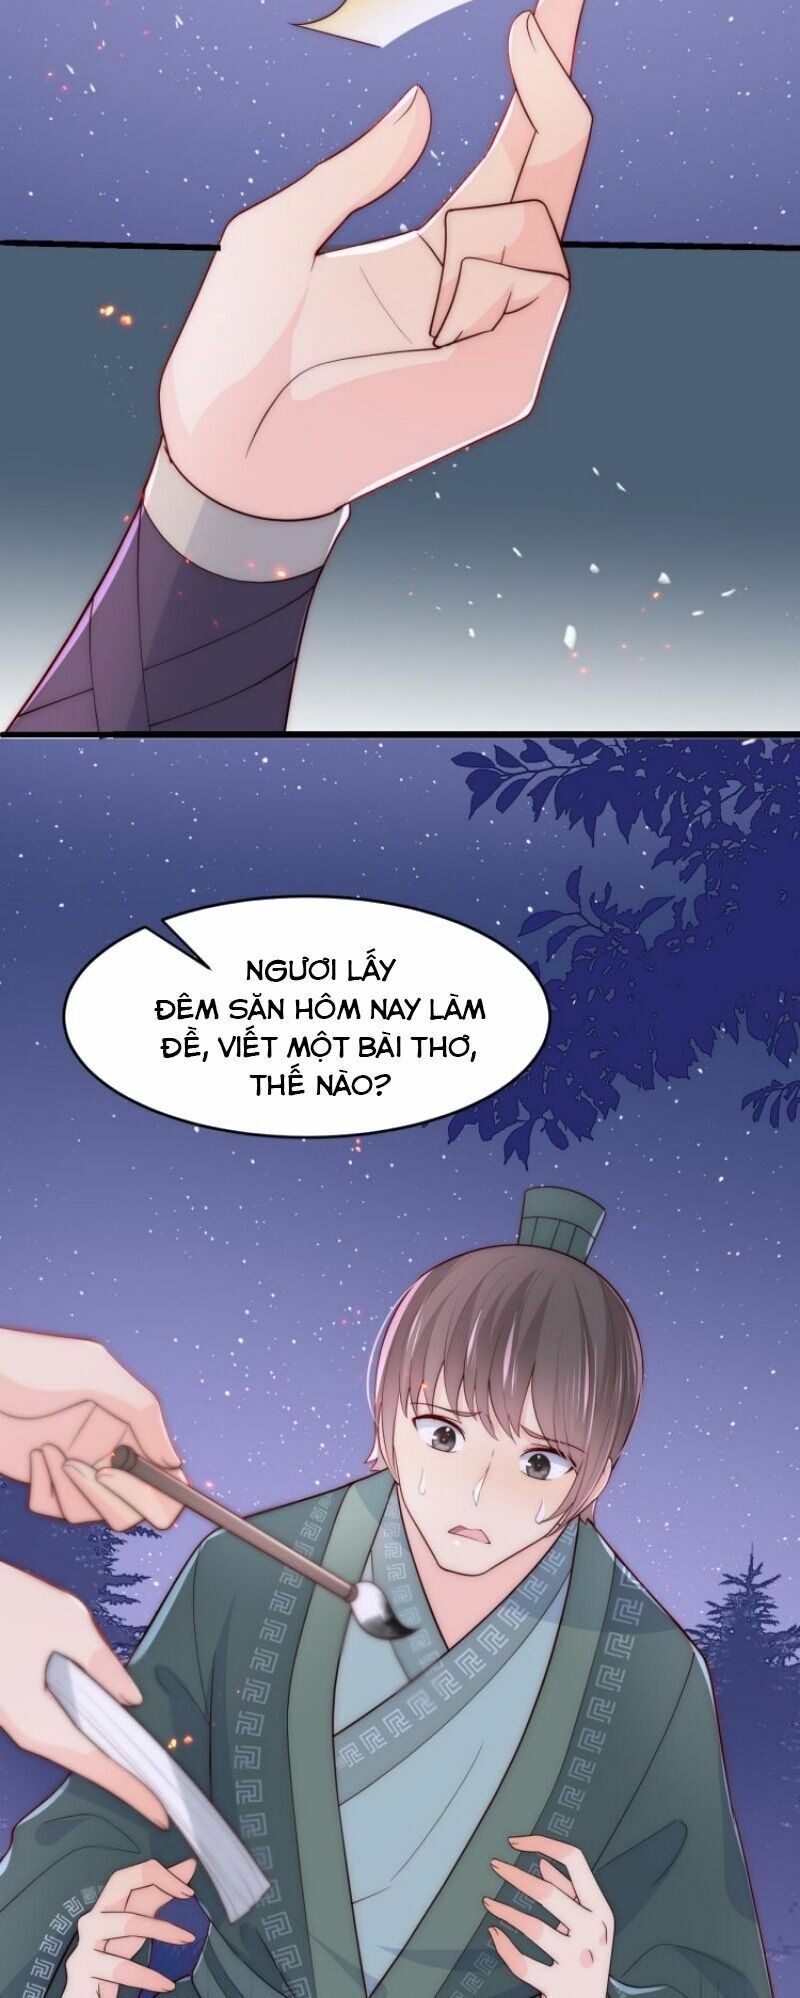 NGƯƠI LẤY
ĐÊM SĂN HÔM NAY LÀM
ĐỀ, VIẾT MỘT BÀI THƠ,
THẾ NÀO?